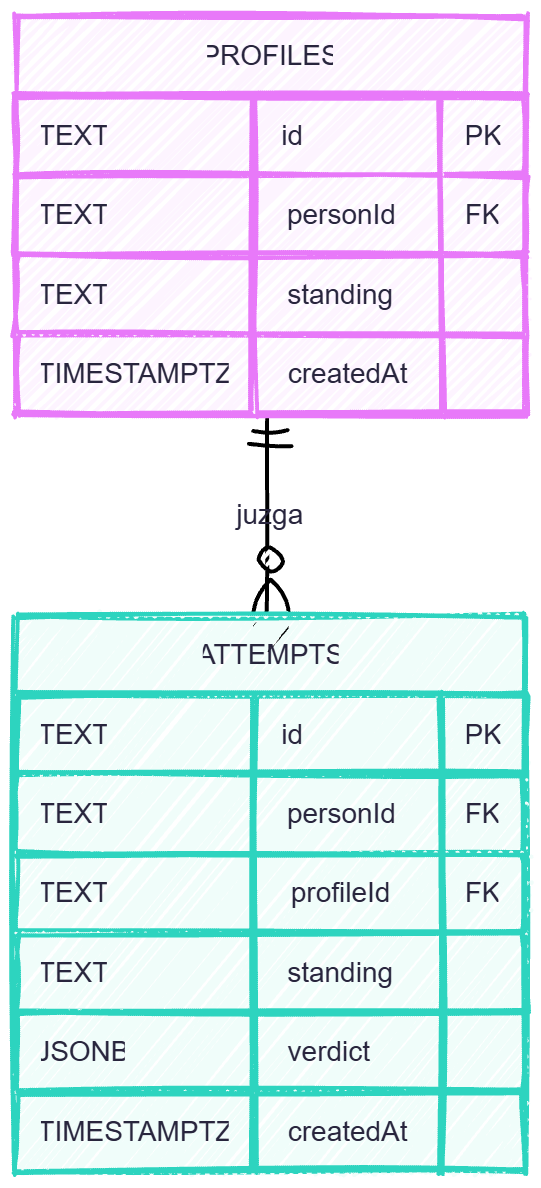 PROFILES
TEXT id PK
TEXT personId FK
TEXT standing
TIMESTAMPTZ createdAt
juzga
ATTEMPTS
TEXT id PK
TEXT personId FK
TEXT profileId FK
TEXT standing
JSONB verdict
TIMESTAMPTZ createdAt